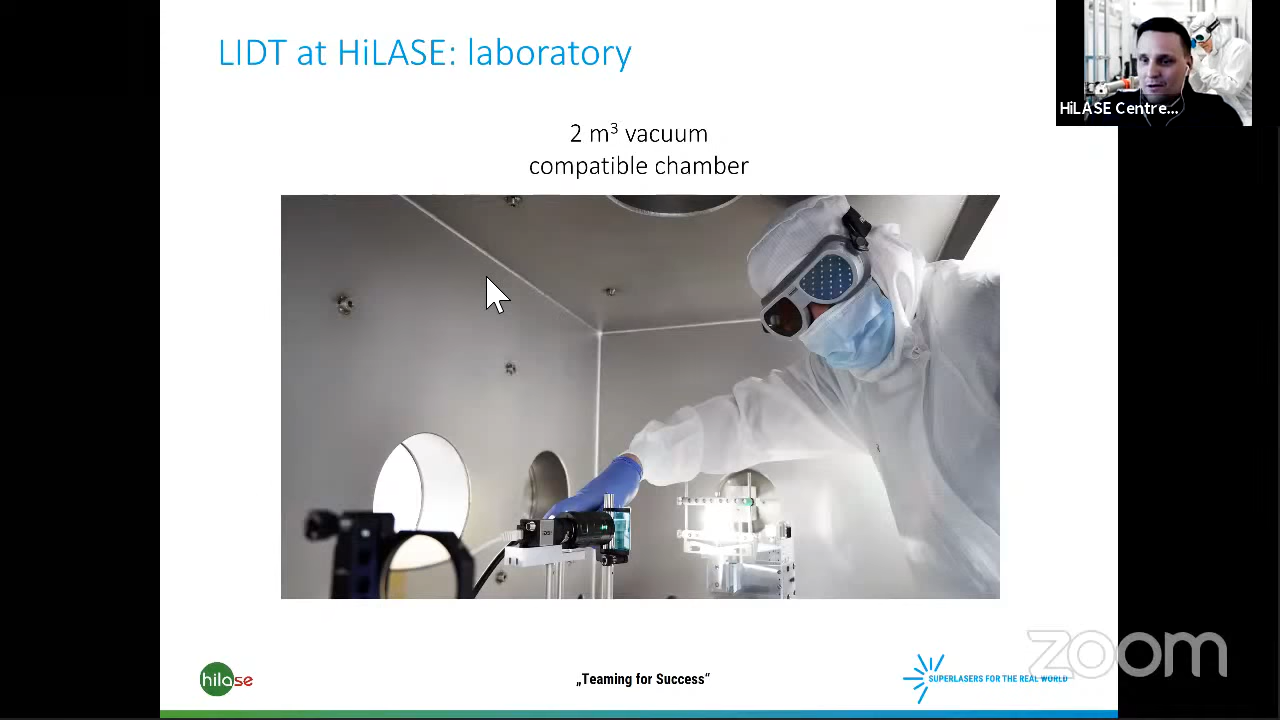 LIDT at HiLASE: laboratory
HiLASE Centre...
2 m³ vacuum
compatible chamber
hilase
„Teaming for Success“
SUPERLASERS FOR THE REAL WORLD
zoom